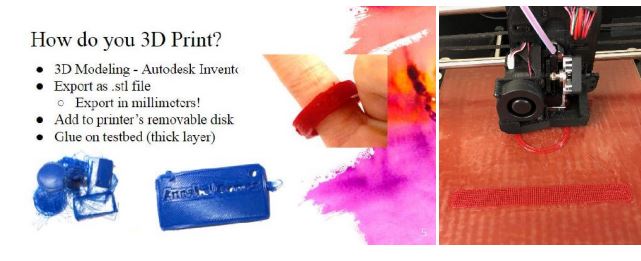 How do you 3D Print?
● 3D Modeling - Autodesk Invento
● Export as .stl file
○ Export in millimeters!
● Add to printer's removable disk
● Glue on testbed (thick layer)
5